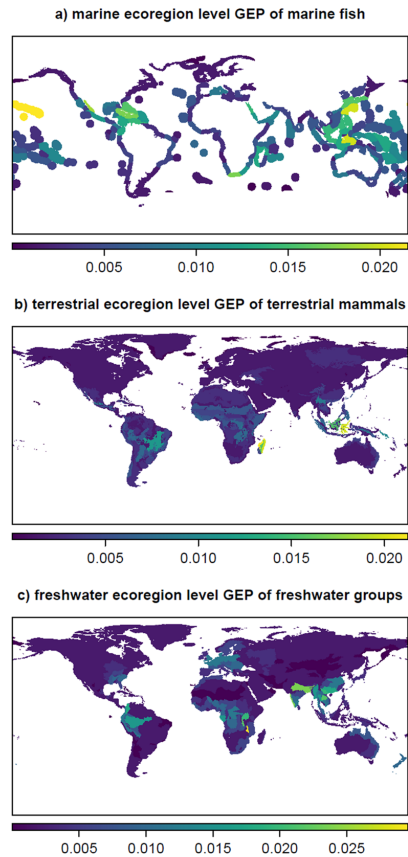 a) marine ecoregion level GEP of marine fish
0.005 0.010 0.015 0.020
b) terrestrial ecoregion level GEP of terrestrial mammals
0.005 0.010 0.015 0.020
c) freshwater ecoregion level GEP of freshwater groups
0.005 0.010 0.015 0.020 0.025